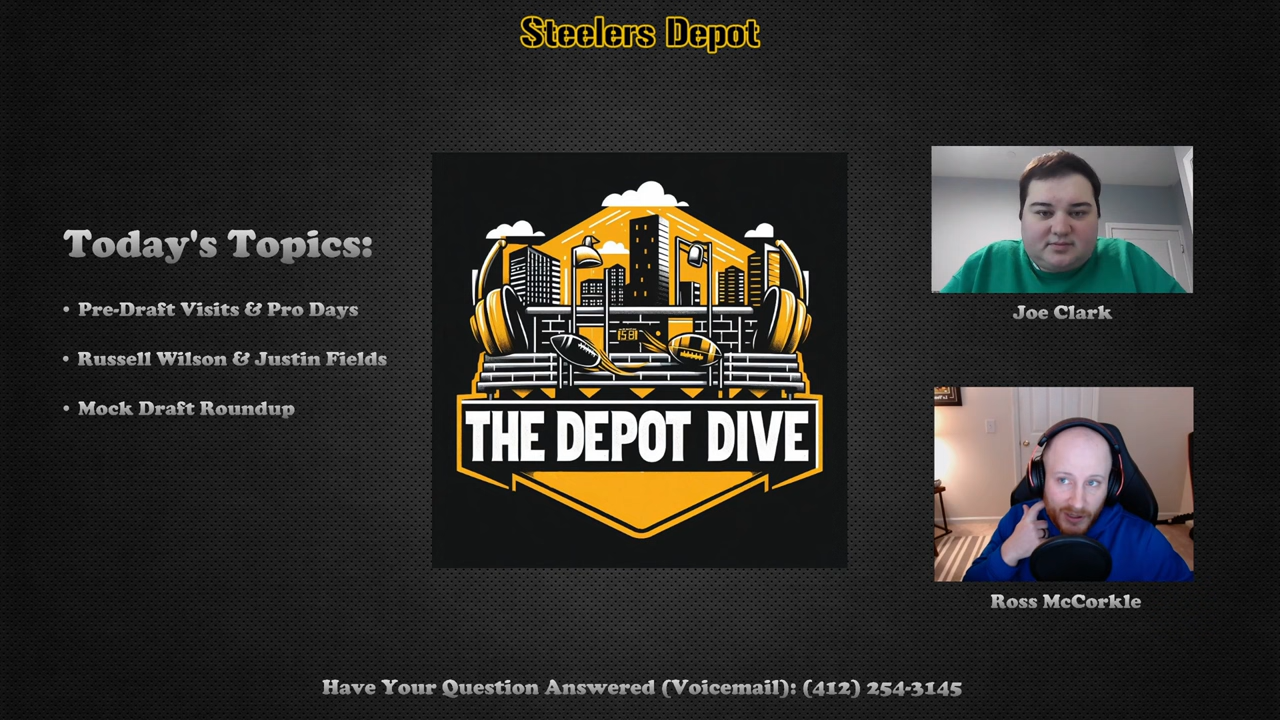 Steelers Depot
Today's Topics:
• Pre-Draft Visits & Pro Days
• Russell Wilson & Justin Fields
• Mock Draft Roundup
THE DEPOT DIVE
Joe Clark
Ross McCorkle
Have Your Question Answered (Voicemail): (412) 254-3145